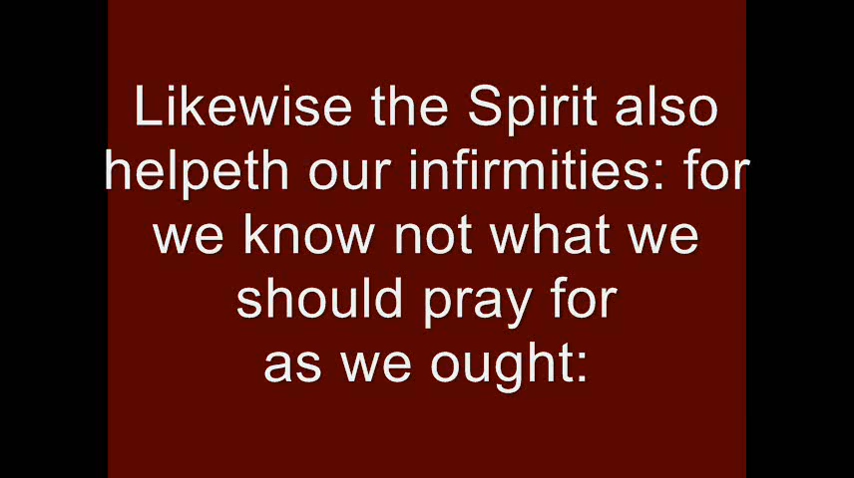 Likewise the Spirit also
helpeth our infirmities: for
we know not what we
should pray for
as we ought: